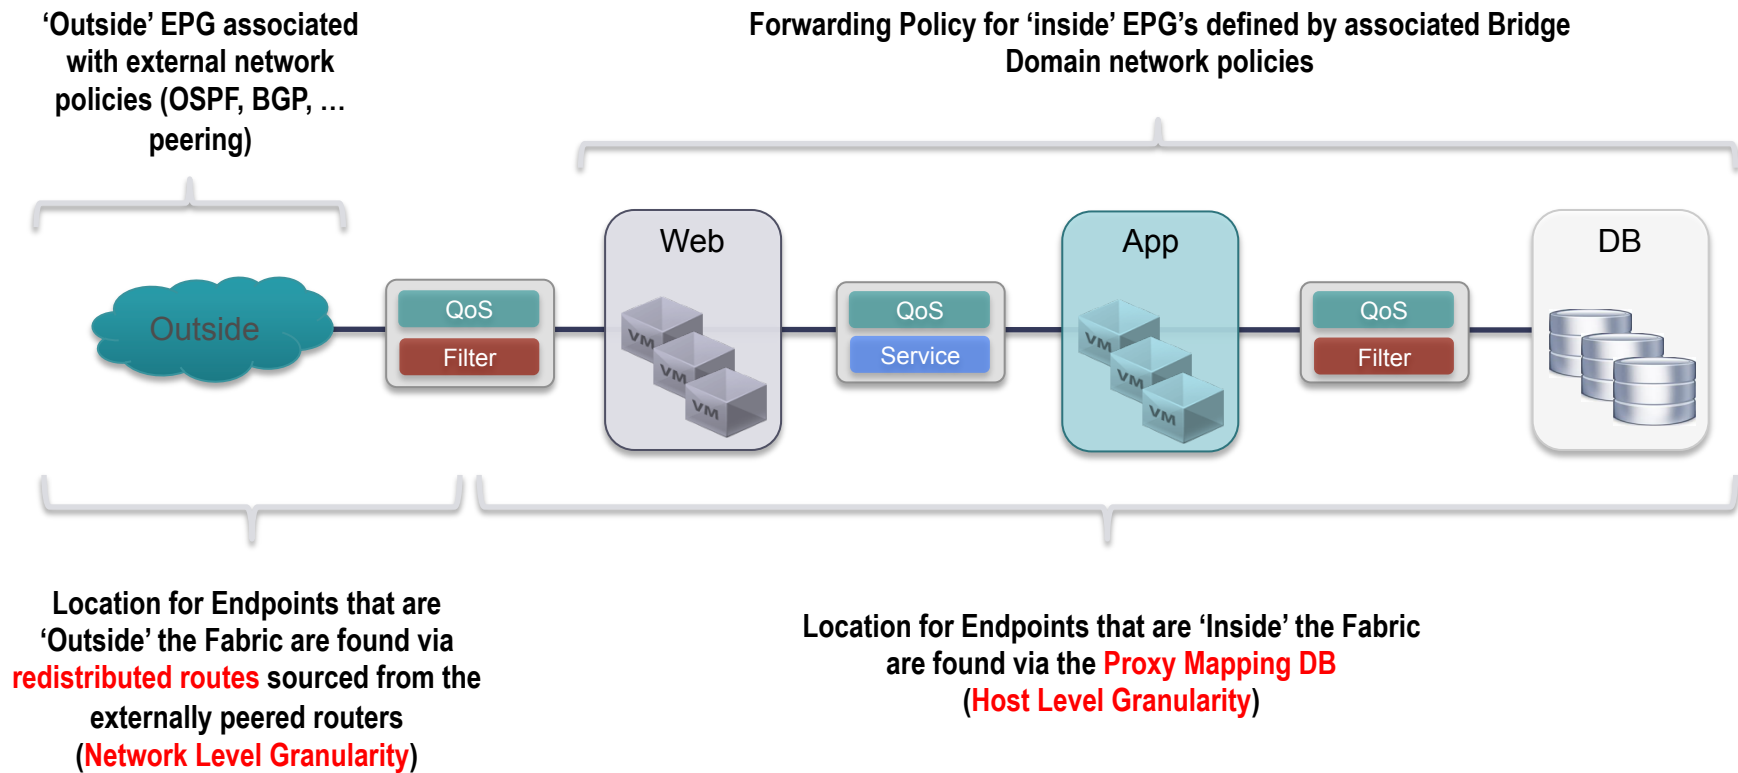 ‘Outside’ EPG associated
with external network
policies (OSPF, BGP, …
peering)
Forwarding Policy for ‘inside’ EPG’s defined by associated Bridge
Domain network policies
Outside
QoS
Filter
Web
VM
VM
VM
QoS
Service
App
VM
VM
VM
QoS
Filter
DB
Location for Endpoints that are
‘Outside’ the Fabric are found via
redistributed routes sourced from the
externally peered routers
(Network Level Granularity)
Location for Endpoints that are ‘Inside’ the Fabric
are found via the Proxy Mapping DB
(Host Level Granularity)